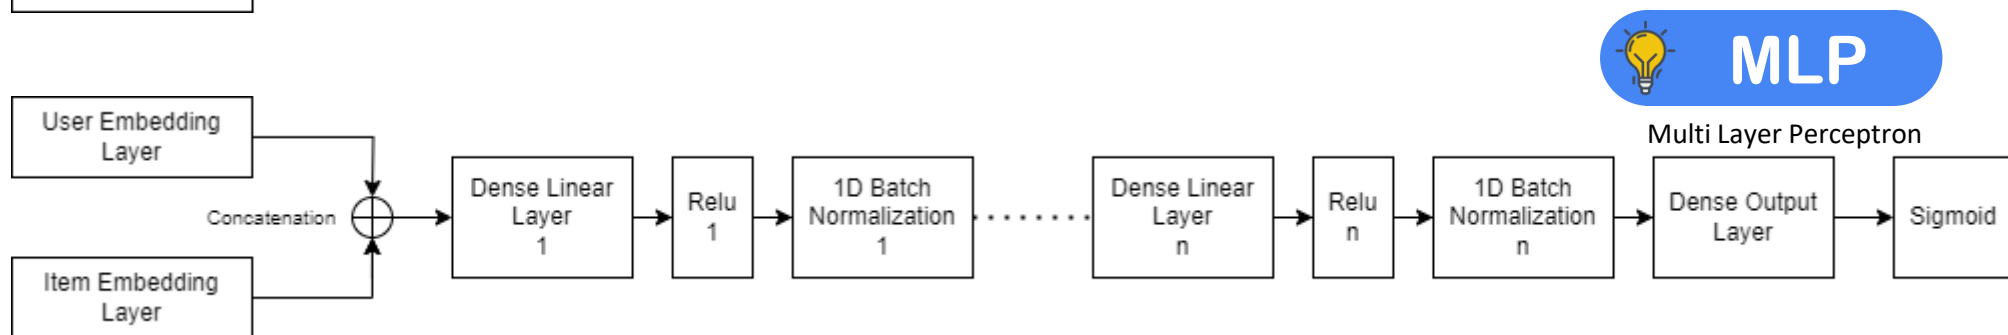 MLP
Multi Layer Perceptron
User Embedding
Layer
Item Embedding
Layer
Concatenation
Dense Linear
Layer
1
Relu
1
1D Batch
Normalization
1
Dense Linear
Layer
n
Relu
n
1D Batch
Normalization
n
Dense Output
Layer
Sigmoid